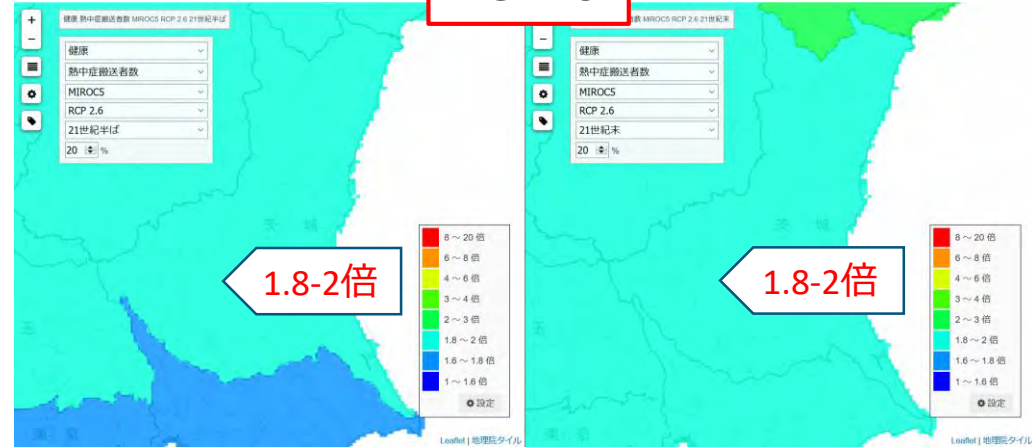 健康 熱中症搬送者数 MIROC5 RCP 2.6 21世紀半ば
+
−
健康
熱中症搬送者数
MIROC5
RCP 2.6
21世紀半ば
20 %
茨 城
1.8-2倍
8～20 倍
6～8 倍
4～6 倍
3～4 倍
2～3 倍
1.8～2 倍
1.6～1.8 倍
1～1.6 倍
設定
Leaflet | 地理院タイル
数 MIROC5 RCP 2.6 21世紀末
−
健康
熱中症搬送者数
MIROC5
RCP 2.6
21世紀末
20 %
茨 城
1.8-2倍
8～20 倍
6～8 倍
4～6 倍
3～4 倍
2～3 倍
1.8～2 倍
1.6～1.8 倍
1～1.6 倍
設定
Leaflet | 地理院タイル